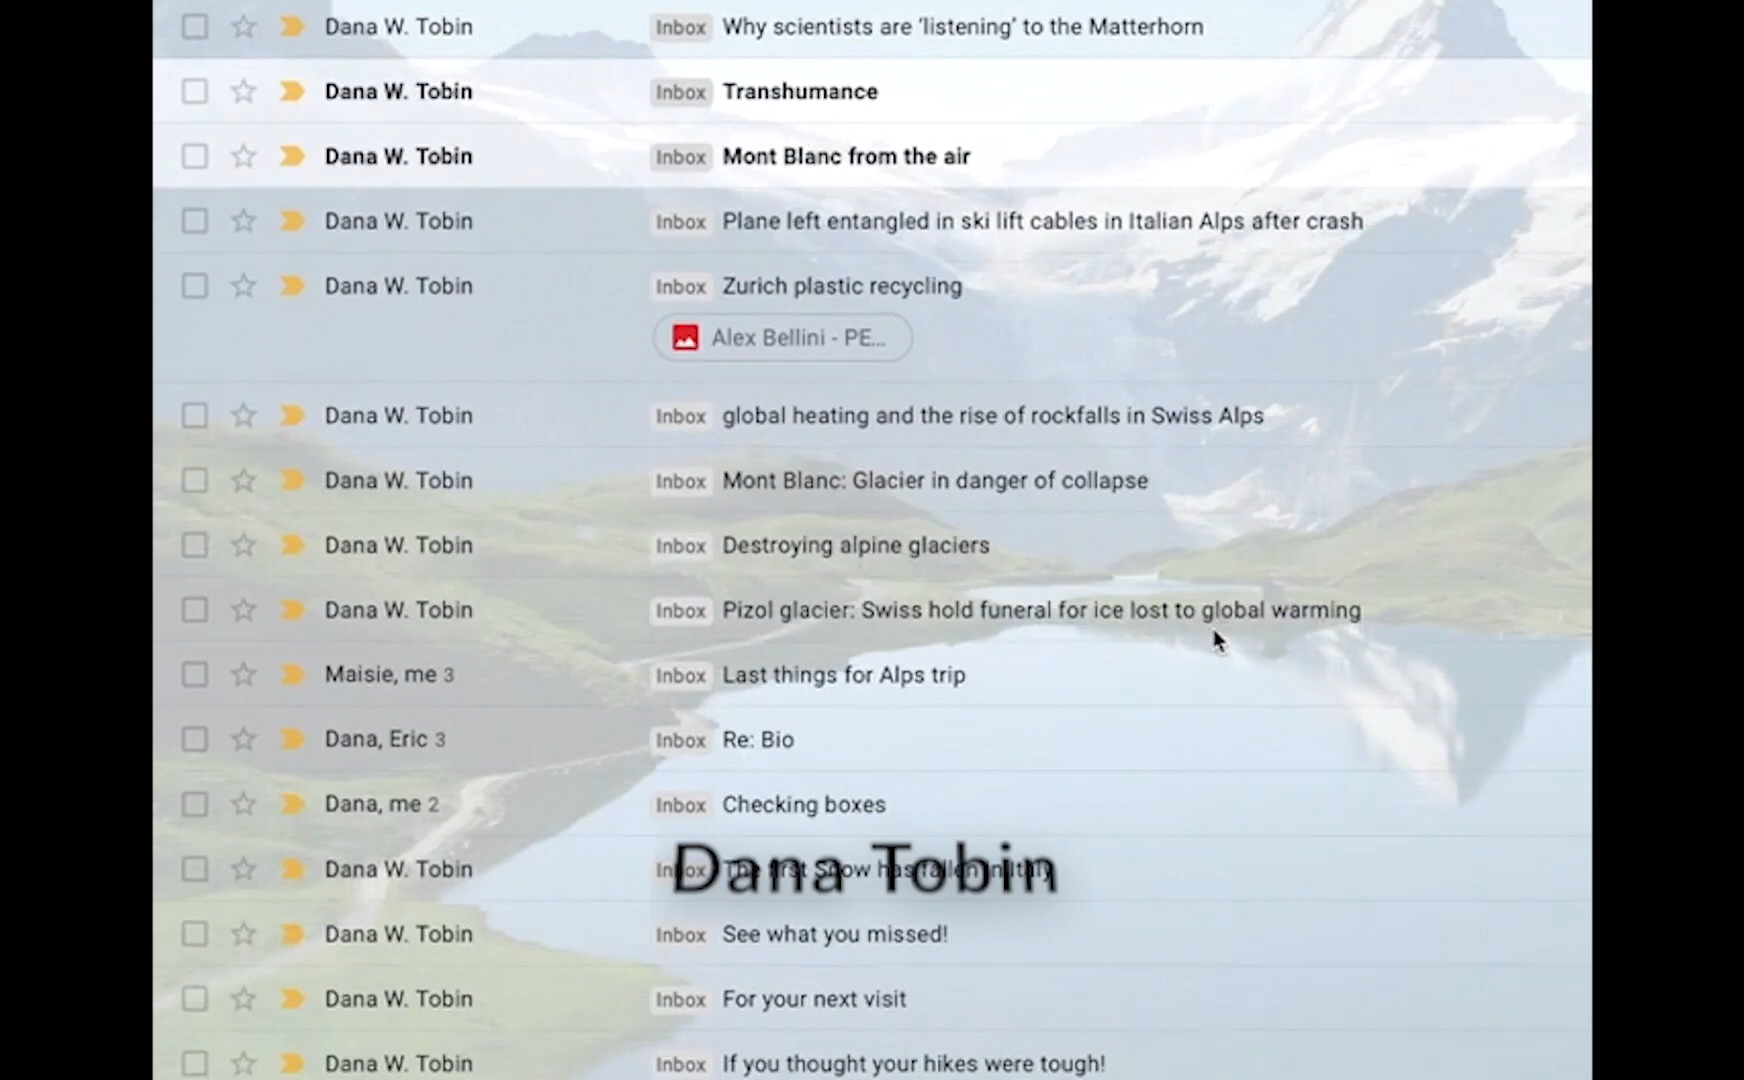 Dana W. Tobin Inbox Why scientists are 'listening' to the Matterhorn
Dana W. Tobin Inbox Transhumance
Dana W. Tobin Inbox Mont Blanc from the air
Dana W. Tobin Inbox Plane left entangled in ski lift cables in Italian Alps after crash
Dana W. Tobin Inbox Zurich plastic recycling
Alex Bellini - PE...
Dana W. Tobin Inbox global heating and the rise of rockfalls in Swiss Alps
Dana W. Tobin Inbox Mont Blanc: Glacier in danger of collapse
Dana W. Tobin Inbox Destroying alpine glaciers
Dana W. Tobin Inbox Pizol glacier: Swiss hold funeral for ice lost to global warming
Maisie, me 3 Inbox Last things for Alps trip
Dana, Eric 3 Inbox Re: Bio
Dana, me 2 Inbox Checking boxes
Dana W. Tobin Inbox The first Snow has fallen in
Dana Tobin
Dana W. Tobin Inbox See what you missed!
Dana W. Tobin Inbox For your next visit
Dana W. Tobin Inbox If you thought your hikes were tough!